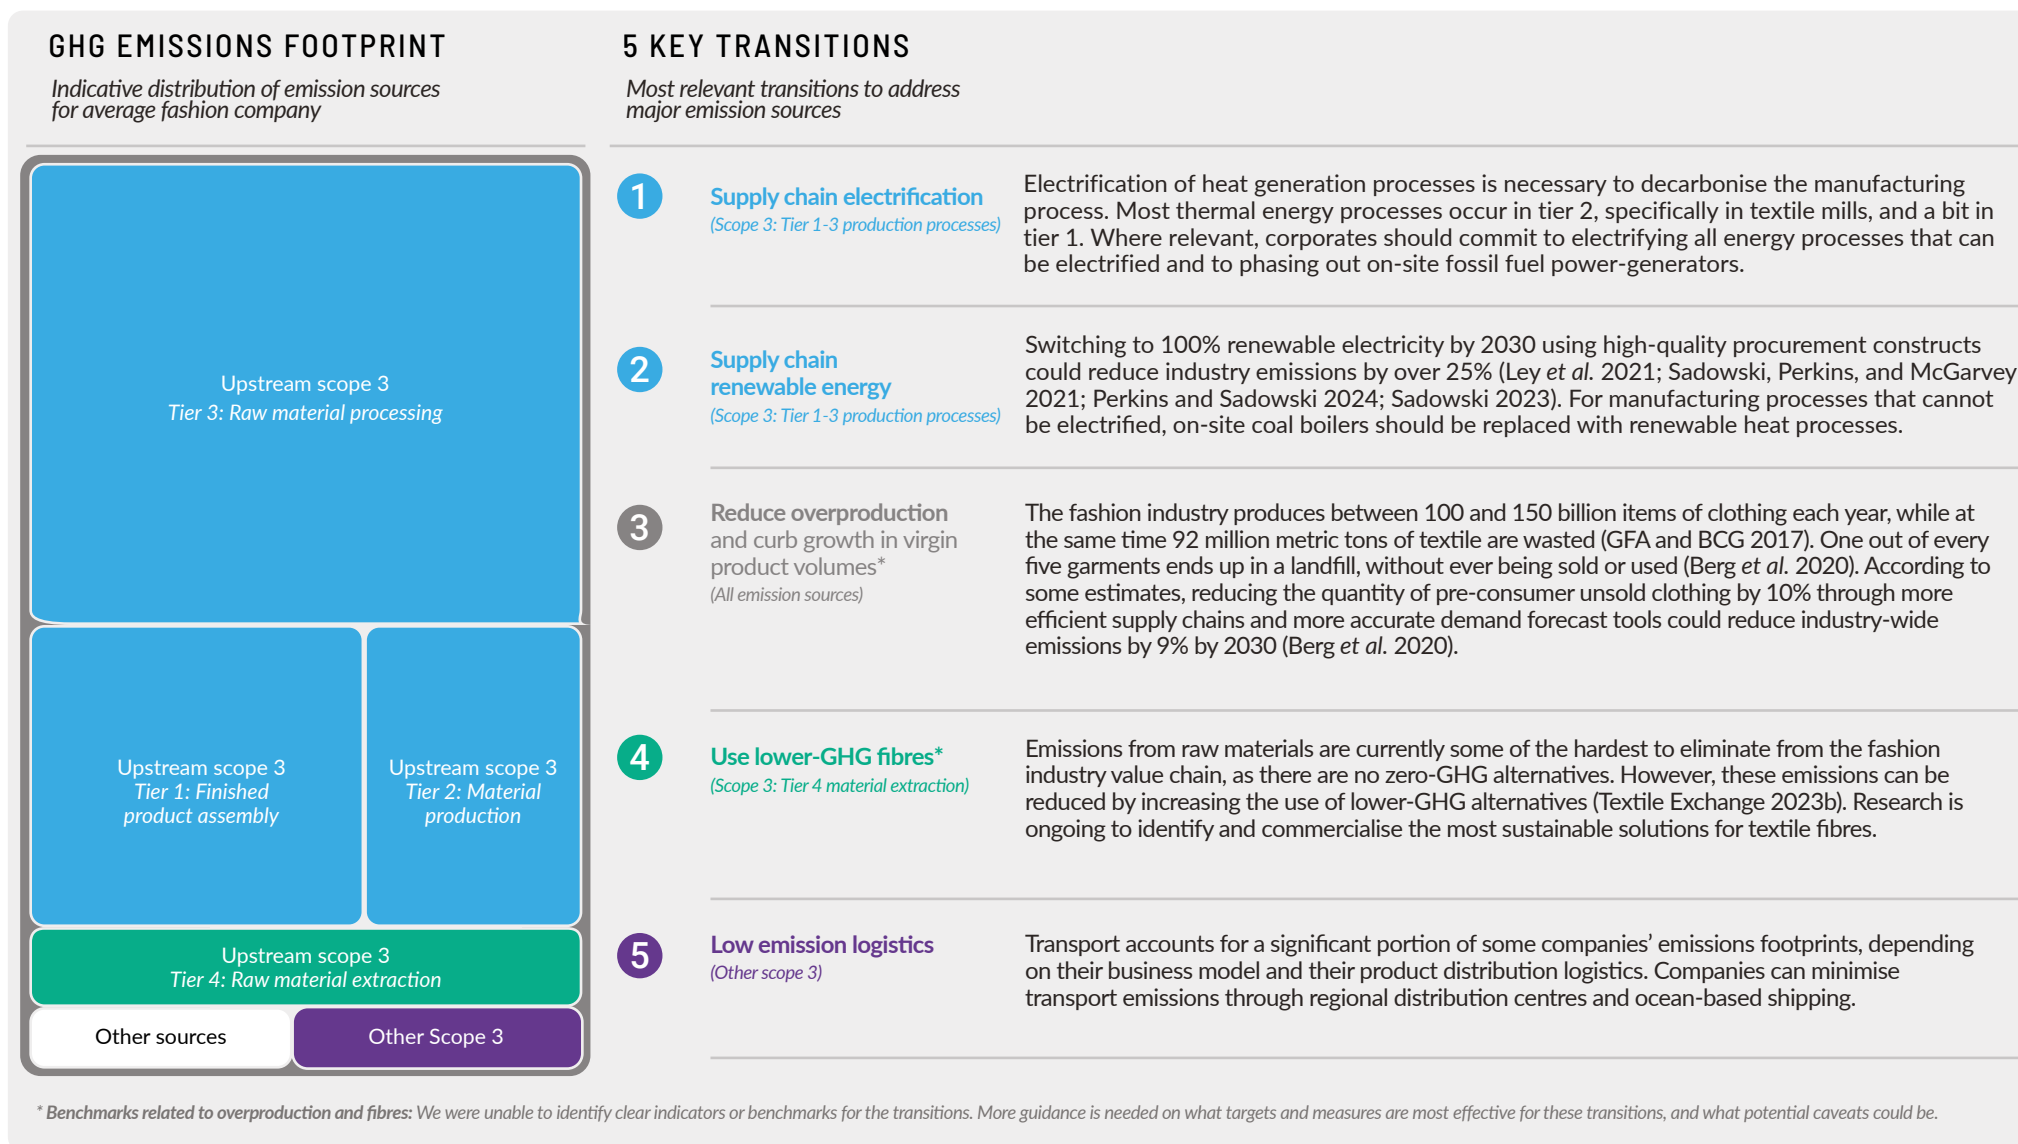 GHG EMISSIONS FOOTPRINT
Indicative distribution of emission sources
for average fashion company
Upstream scope 3
Tier 3: Raw material processing
Upstream scope 3
Tier 1: Finished
product assembly
Upstream scope 3
Tier 2: Material
production
Upstream scope 3
Tier 4: Raw material extraction
Other sources
Other Scope 3
5 KEY TRANSITIONS
Most relevant transitions to address
major emission sources
1
Supply chain electrification
(Scope 3: Tier 1-3 production processes)
Electrification of heat generation processes is necessary to decarbonise the manufacturing
process. Most thermal energy processes occur in tier 2, specifically in textile mills, and a bit in
tier 1. Where relevant, corporates should commit to electrifying all energy processes that can
be electrified and to phasing out on-site fossil fuel power-generators.
2
Supply chain
renewable energy
(Scope 3: Tier 1-3 production processes)
Switching to 100% renewable electricity by 2030 using high-quality procurement constructs
could reduce industry emissions by over 25% (Ley et al. 2021; Sadowski, Perkins, and McGarvey
2021; Perkins and Sadowski 2024; Sadowski 2023). For manufacturing processes that cannot
be electrified, on-site coal boilers should be replaced with renewable heat processes.
3
Reduce overproduction
and curb growth in virgin
product volumes*
(All emission sources)
The fashion industry produces between 100 and 150 billion items of clothing each year, while at
the same time 92 million metric tons of textile are wasted (GFA and BCG 2017). One out of every
five garments ends up in a landfill, without ever being sold or used (Berg et al. 2020). According to
some estimates, reducing the quantity of pre-consumer unsold clothing by 10% through more
efficient supply chains and more accurate demand forecast tools could reduce industry-wide
emissions by 9% by 2030 (Berg et al. 2020).
4
Use lower-GHG fibres*
(Scope 3: Tier 4 material extraction)
Emissions from raw materials are currently some of the hardest to eliminate from the fashion
industry value chain, as there are no zero-GHG alternatives. However, these emissions can be
reduced by increasing the use of lower-GHG alternatives (Textile Exchange 2023b). Research is
ongoing to identify and commercialise the most sustainable solutions for textile fibres.
5
Low emission logistics
(Other scope 3)
Transport accounts for a significant portion of some companies’ emissions footprints, depending
on their business model and their product distribution logistics. Companies can minimise
transport emissions through regional distribution centres and ocean-based shipping.
* Benchmarks related to overproduction and fibres: We were unable to identify clear indicators or benchmarks for the transitions. More guidance is needed on what targets and measures are most effective for these transitions, and what potential caveats could be.